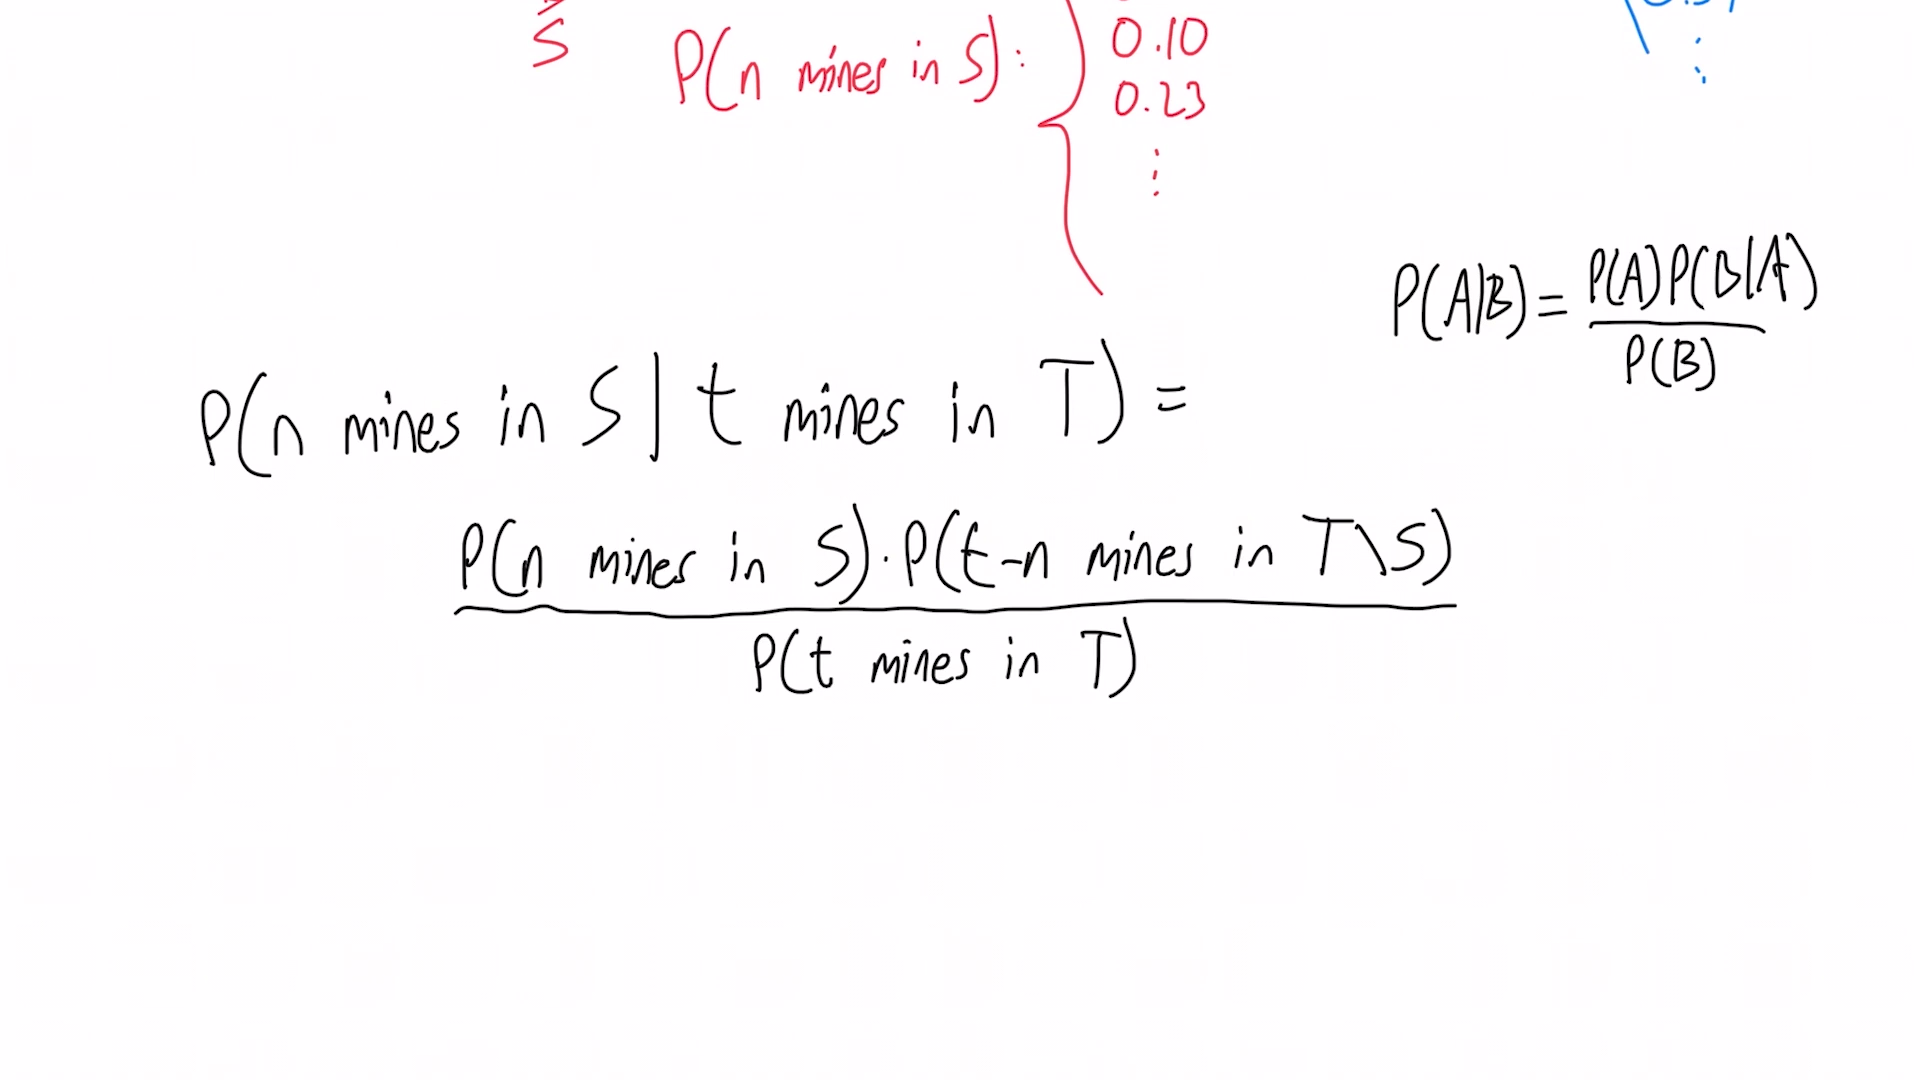 S
P(n mines in S):
0.10
0.23
⋮
P(A|B) = P(A)P(B|A)
P(B)
P(n mines in S | t mines in T) =
P(n mines in S) · P(t-n mines in T\S)
P(t mines in T)